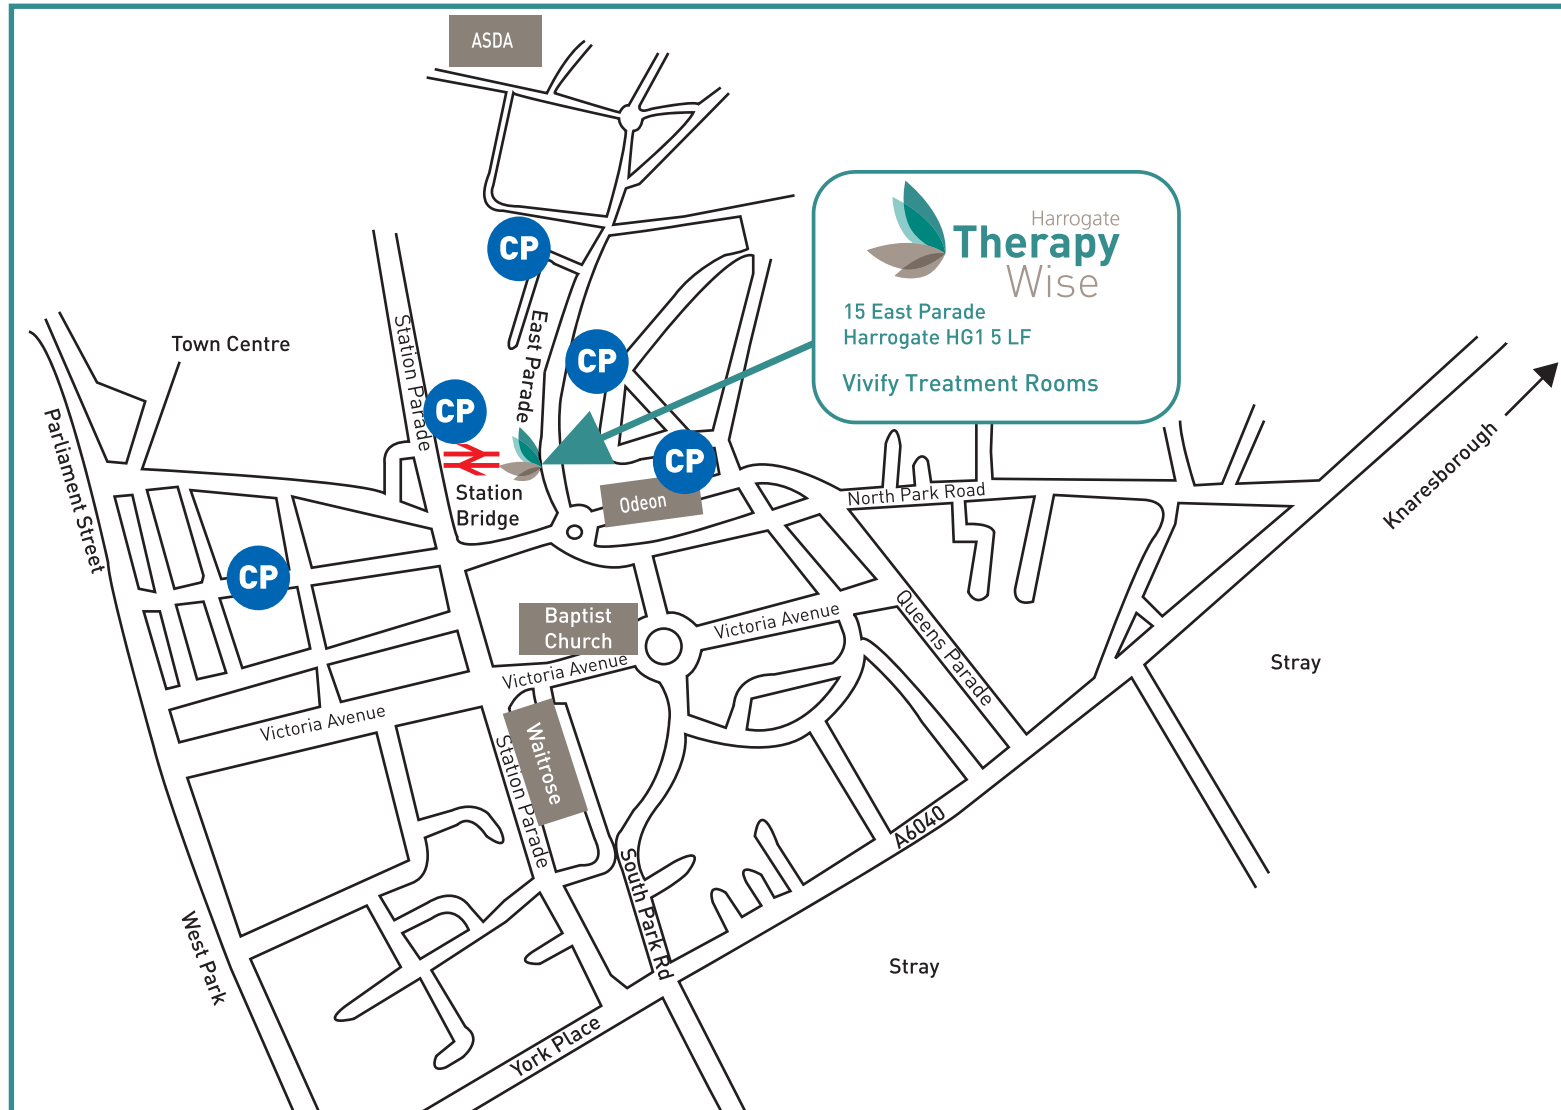 ASDA
Harrogate
Therapy
Wise
15 East Parade
Harrogate HG1 5 LF
Vivify Treatment Rooms
CP
CP
CP
CP
CP
Town Centre
Station Parade
East Parade
Parliament Street
Station
Bridge
Odeon
North Park Road
Knaresborough
Baptist
Church
Victoria Avenue
Victoria Avenue
Queens Parade
Stray
Victoria Avenue
Waitrose
Station Parade
A6040
South Park Rd
West Park
Stray
York Place